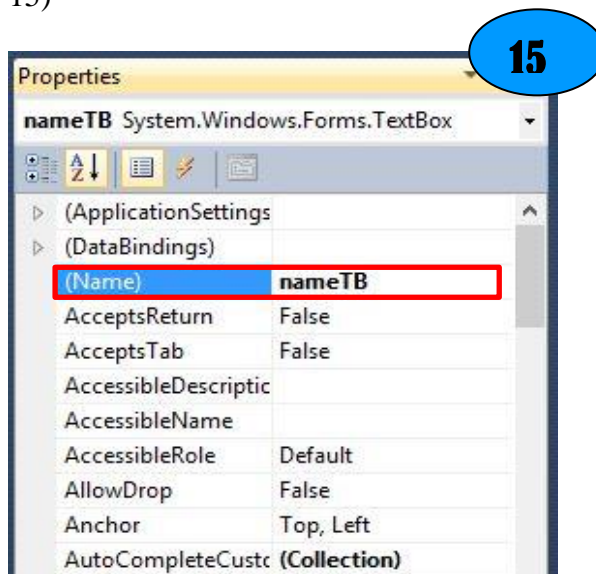 15)
15
Properties
nameTB System.Windows.Forms.TextBox
(ApplicationSettings
(DataBindings)
(Name) nameTB
AcceptsReturn False
AcceptsTab False
AccessibleDescriptic
AccessibleName
AccessibleRole Default
AllowDrop False
Anchor Top, Left
AutoCompleteCustc (Collection)